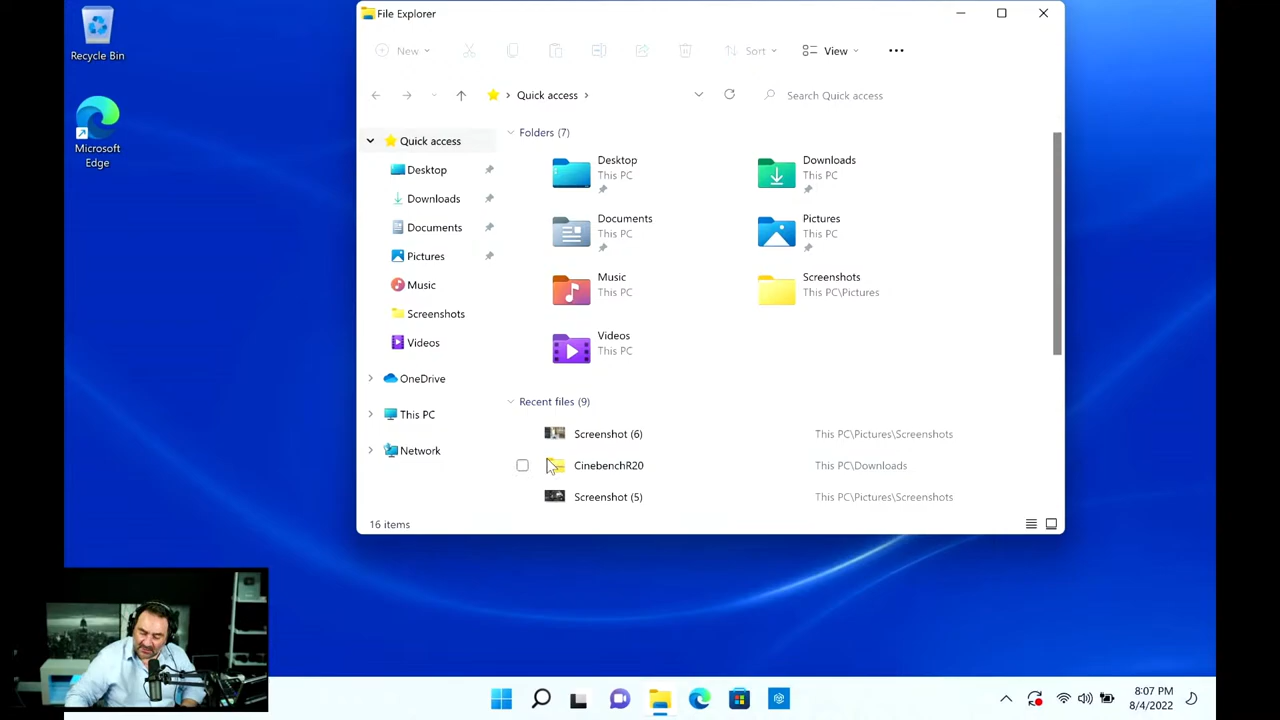 Recycle Bin
Microsoft
Edge
File Explorer
New
Sort
View
Quick access
Search Quick access
Quick access
Desktop
Downloads
Documents
Pictures
Music
Screenshots
Videos
OneDrive
This PC
Network
Folders (7)
Desktop
This PC
Downloads
This PC
Documents
This PC
Pictures
This PC
Music
This PC
Screenshots
This PC\Pictures
Videos
This PC
Recent files (9)
Screenshot (6) This PC\Pictures\Screenshots
CinebenchR20 This PC\Downloads
Screenshot (5) This PC\Pictures\Screenshots
16 items
8:07 PM
8/4/2022